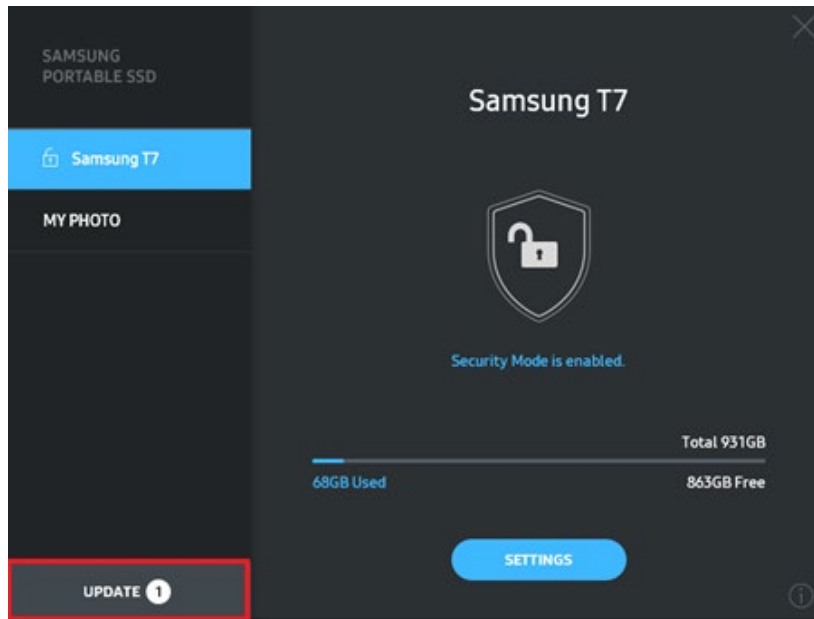 SAMSUNG
PORTABLE SSD
Samsung T7
MY PHOTO
UPDATE 1
Samsung T7
Security Mode is enabled.
Total 931GB
68GB Used
863GB Free
SETTINGS